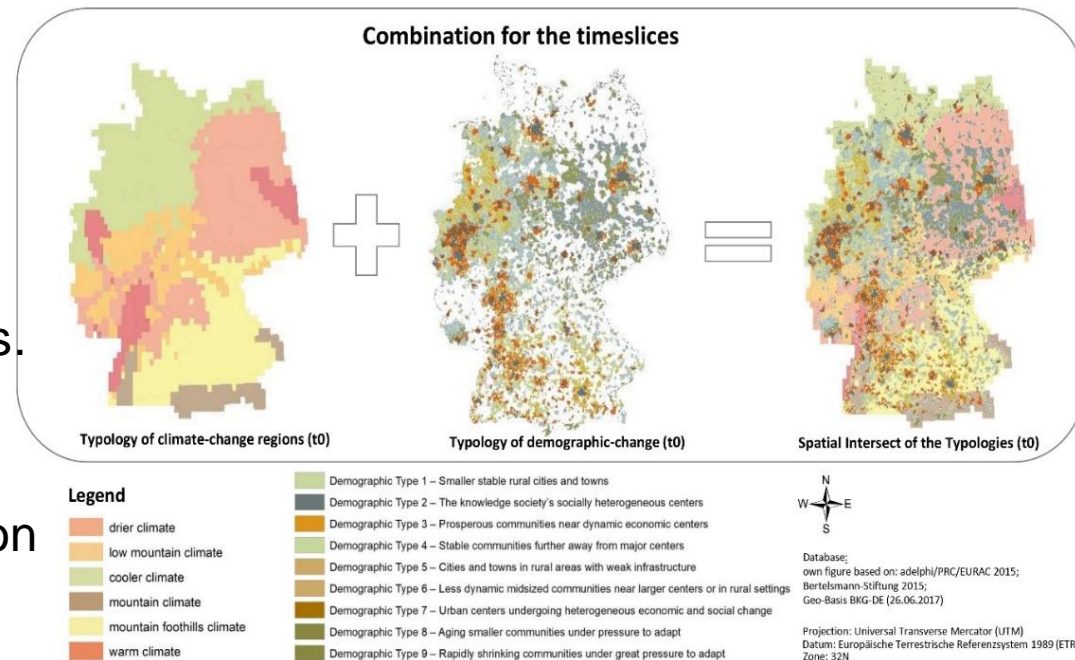 Combination for the timeslices
s.
on
Typology of climate-change regions (t0)
Typology of demographic-change (t0)
Spatial Intersect of the Typologies (t0)
Legend
drier climate
low mountain climate
cooler climate
mountain climate
mountain foothills climate
warm climate
Demographic Type 1 – Smaller stable rural cities and towns
Demographic Type 2 – The knowledge society's socially heterogeneous centers
Demographic Type 3 – Prosperous communities near dynamic economic centers
Demographic Type 4 – Stable communities further away from major centers
Demographic Type 5 – Cities and towns in rural areas with weak infrastructure
Demographic Type 6 – Less dynamic midsized communities near larger centers or in rural settings
Demographic Type 7 – Urban centers undergoing heterogeneous economic and social change
Demographic Type 8 – Aging smaller communities under pressure to adapt
Demographic Type 9 – Rapidly shrinking communities under great pressure to adapt
N
W E
S
Database:
own figure based on: adelphi/PRC/EURAC 2015;
Bertelsmann-Stiftung 2015;
Geo-Basis BKG-DE (26.06.2017)
Projection: Universal Transverse Mercator (UTM)
Datum: Europäische Terrestrische Referenzsystem 1989 (ETR
Zone: 32N